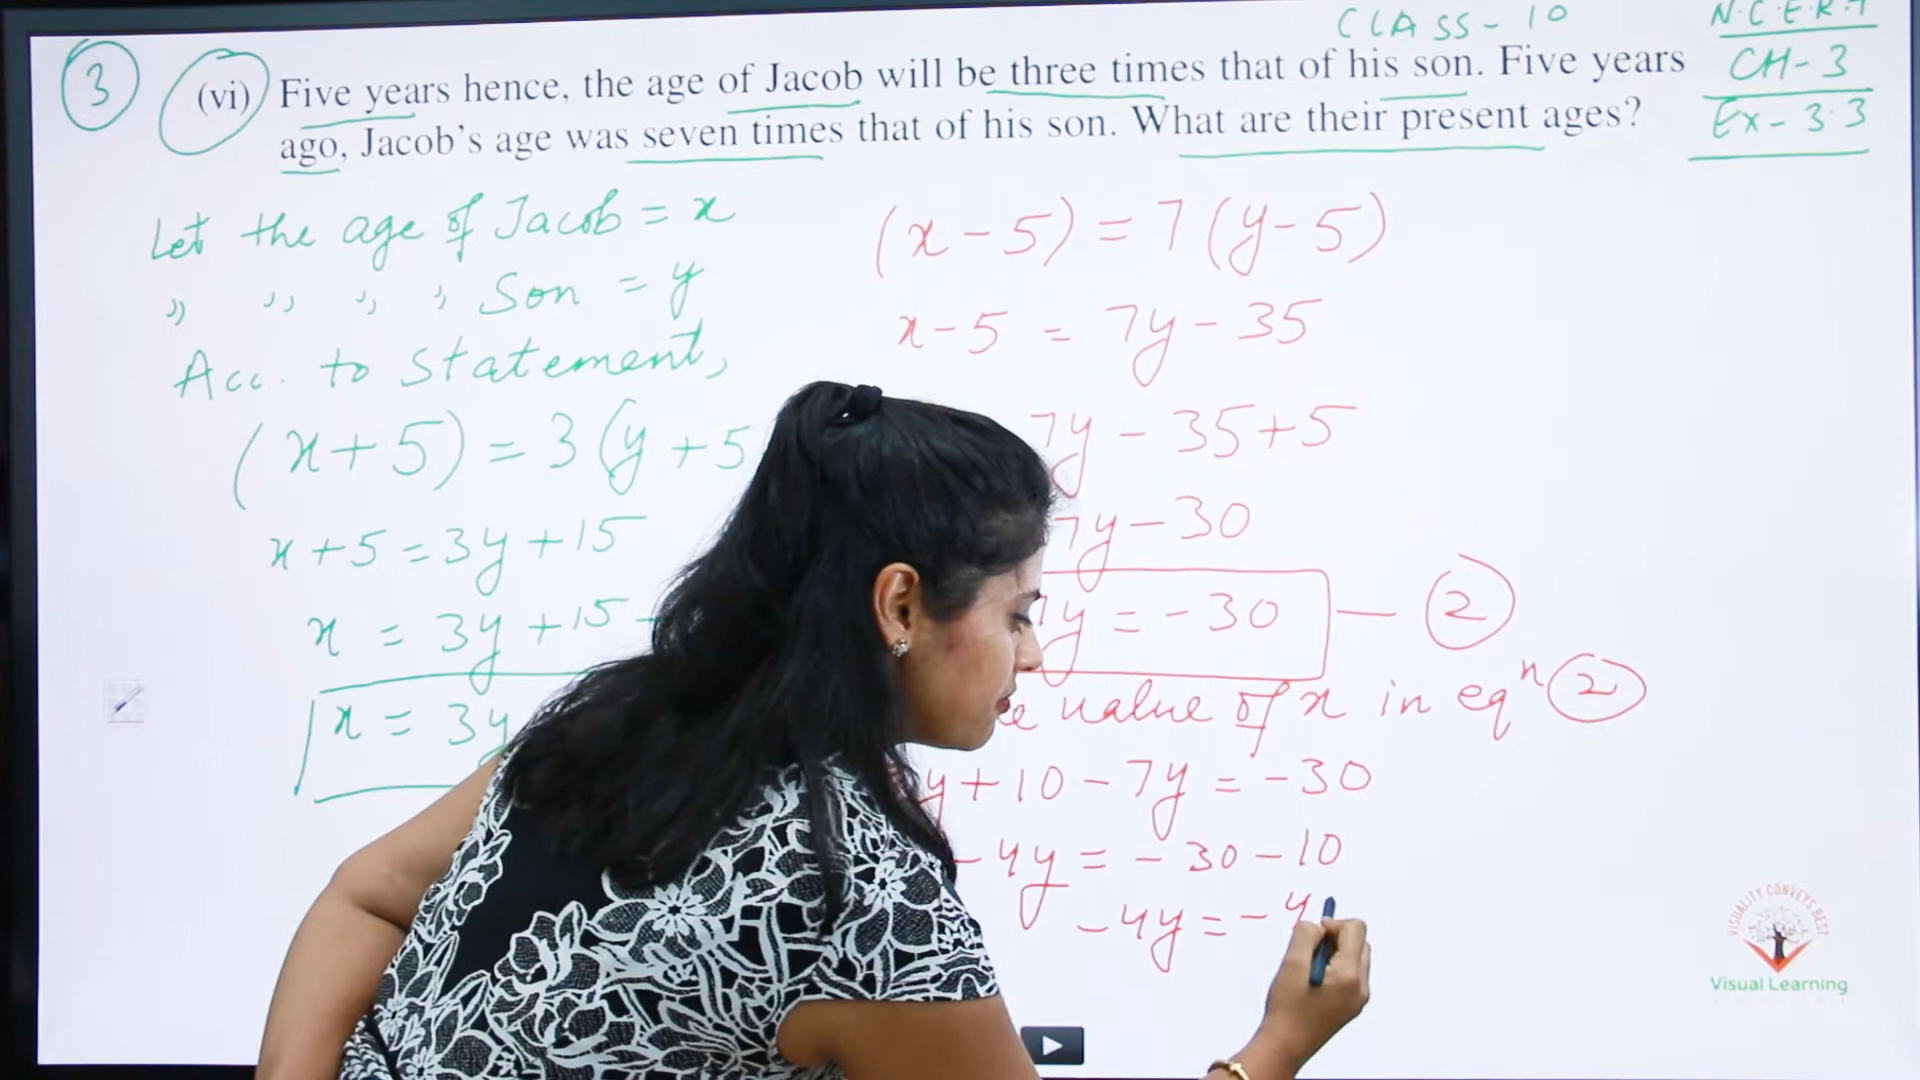 CLASS-10
N.C.E.R.T
CH-3
Ex-3.3
3
(vi) Five years hence, the age of Jacob will be three times that of his son. Five years
ago, Jacob's age was seven times that of his son. What are their present ages?
Let the age of Jacob = x
,, ,, ,, , Son = y
Acc. to statement,
(x+5) = 3(y+5
x+5=3y+15
x = 3y+15-
x = 3y
(x-5)=7(y-5)
x-5 = 7y-35
7y-35+5
7y-30
7y = -30 — 2
value of x in eqn 2
y+10-7y = -30
-4y = -30-10
-4y=-4
VISUALITY CONVEYS BEST
Visual Learning